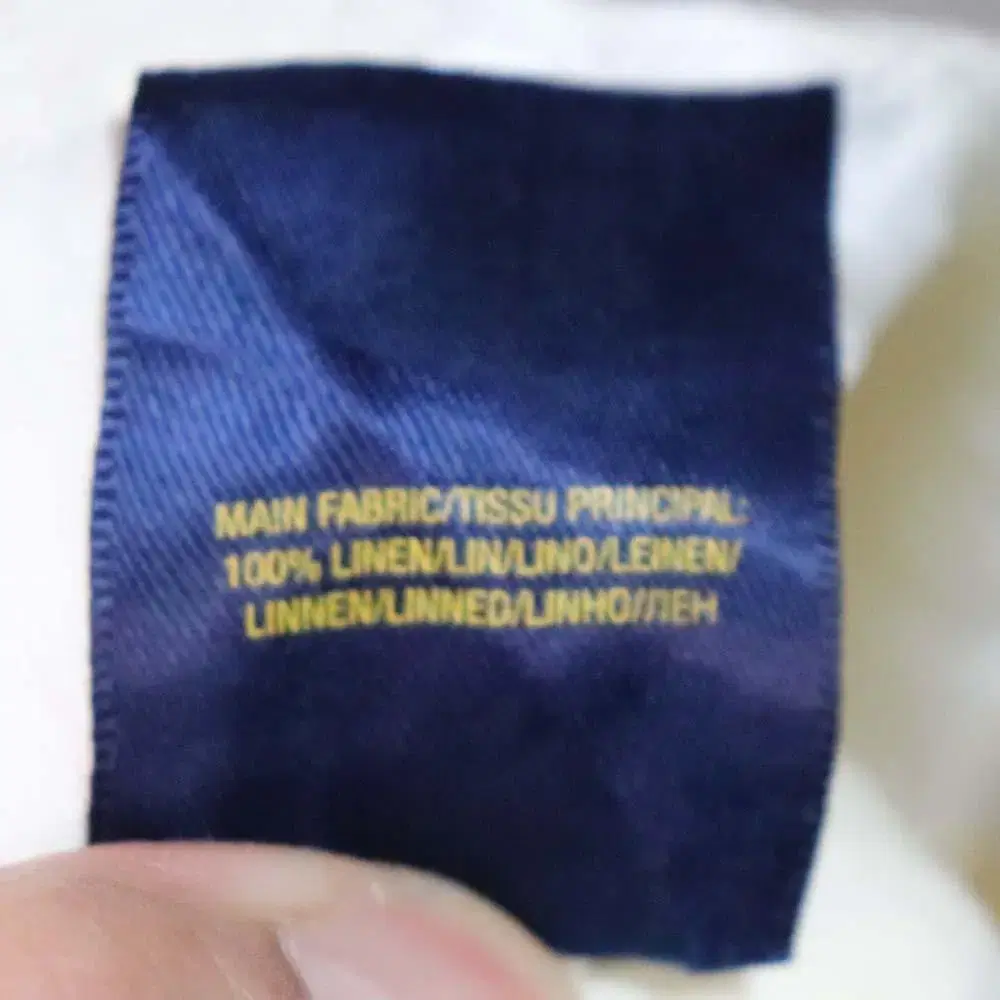 MAIN FABRIC/TISSU PRINCIPAL:
100% LINEN/LIN/LINO/LEINEN/
LINNEN/LINNED/LINHO/ЛЕН